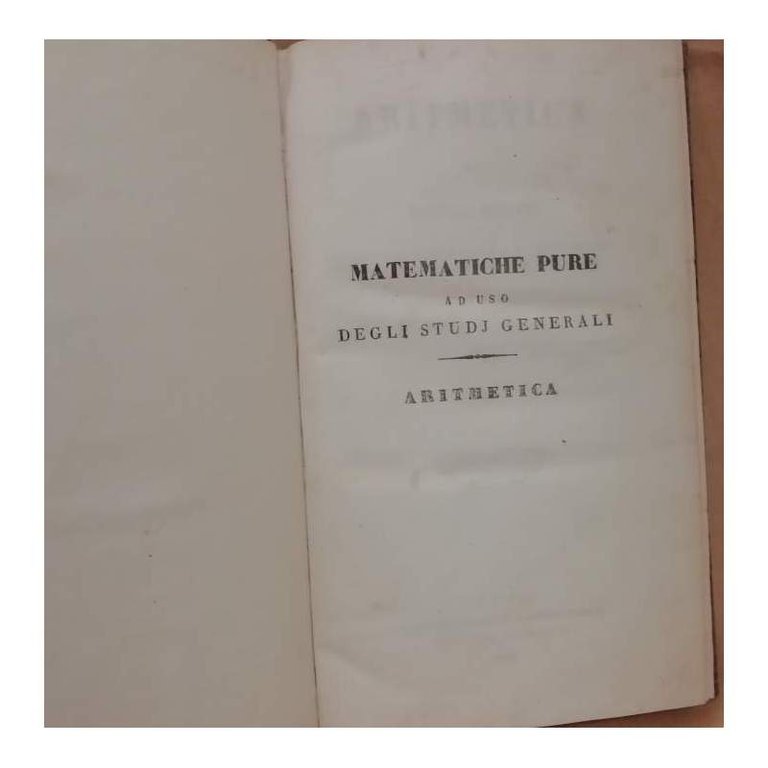 MATEMATICHE PURE
AD USO
DEGLI STUDJ GENERALI
ARITMETICA